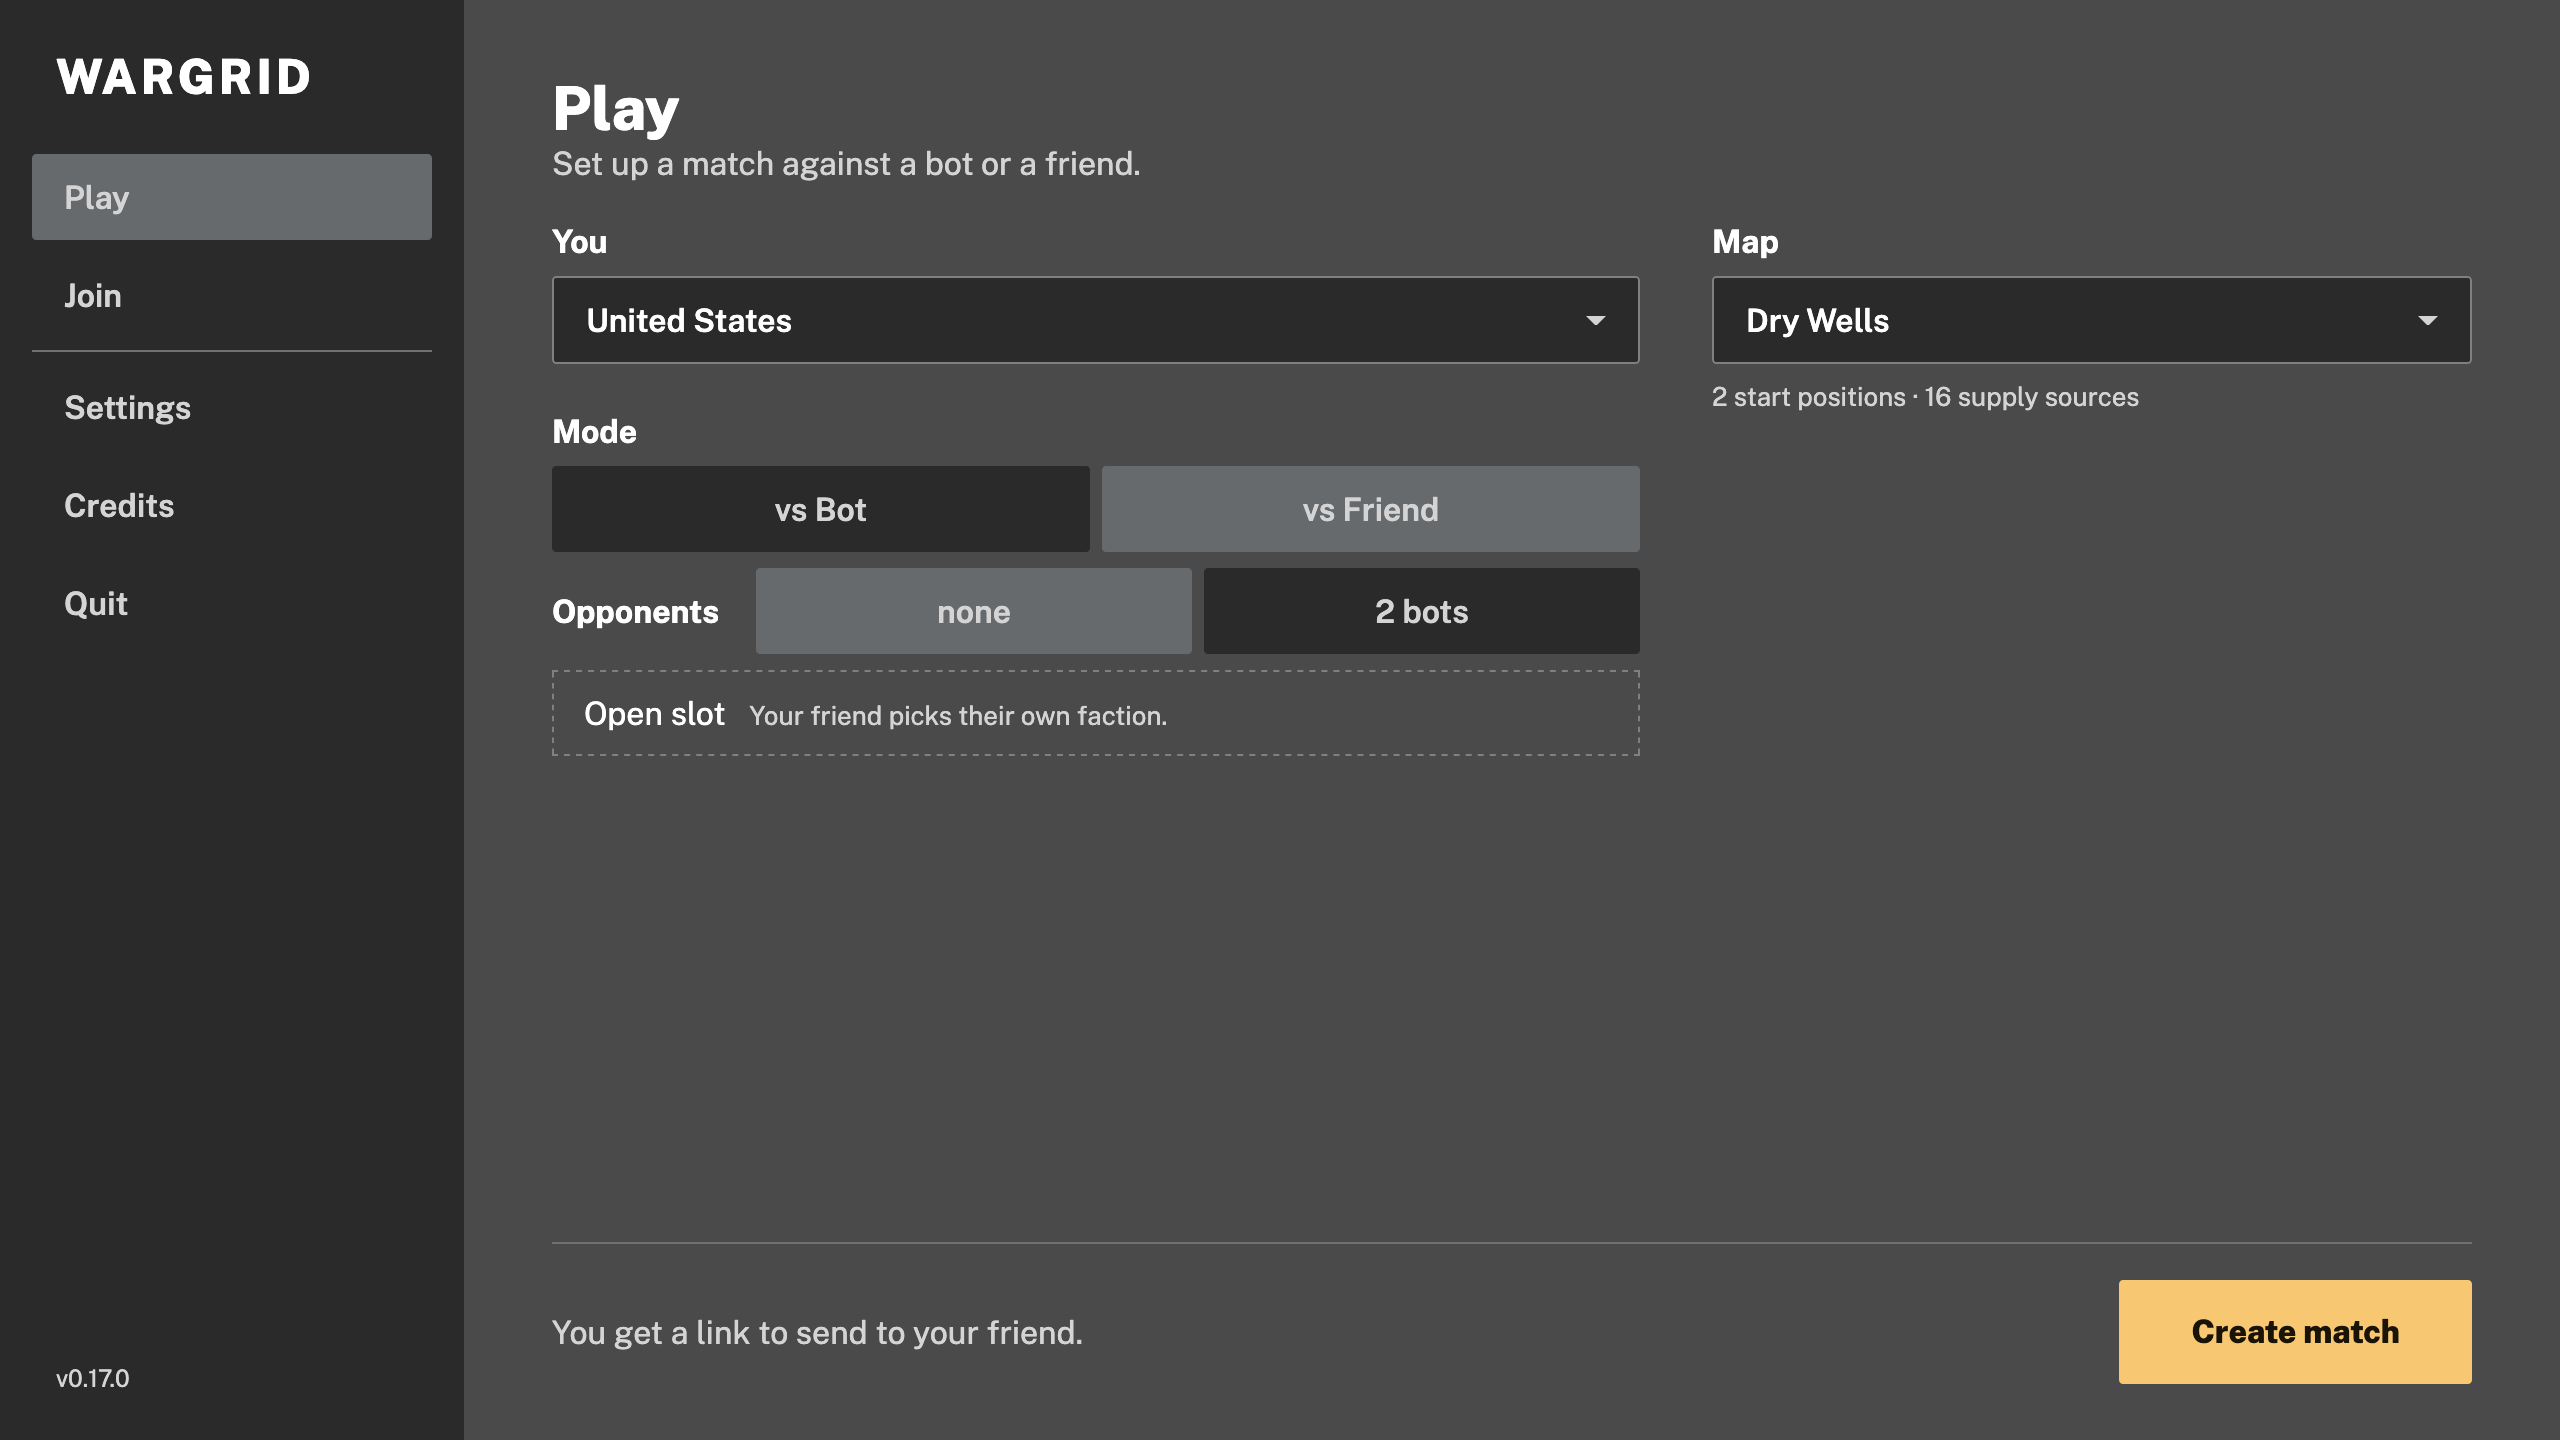 WARGRID
Play
Join
Settings
Credits
Quit
v0.17.0
Play
Set up a match against a bot or a friend.
You
United States
Mode
vs Bot
vs Friend
Opponents
none
2 bots
Open slot Your friend picks their own faction.
Map
Dry Wells
2 start positions · 16 supply sources
You get a link to send to your friend.
Create match